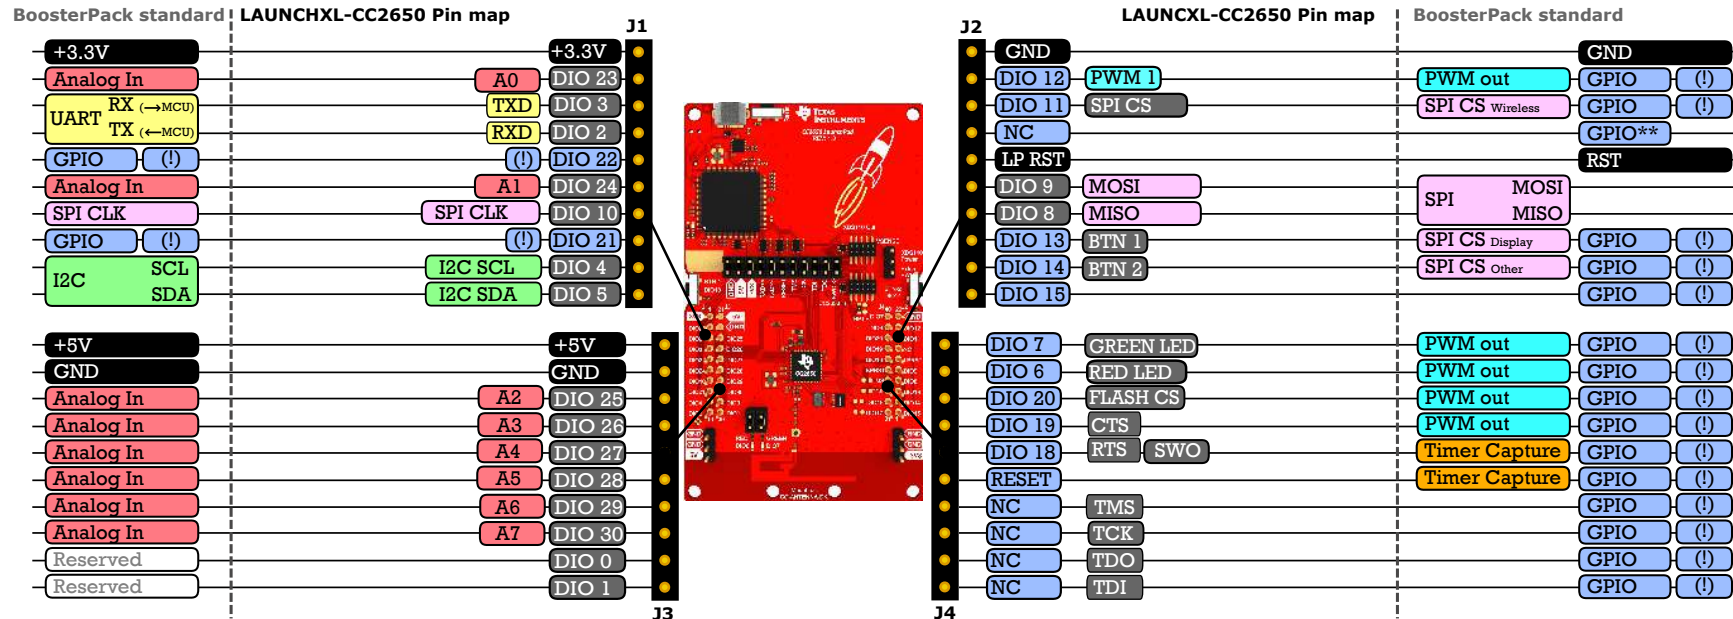 BoosterPack standard LAUNCHXL-CC2650 Pin map
J1
+3.3V +3.3V
Analog In A0 DIO 23
UART RX (→MCU) TXD DIO 3
TX (←MCU) RXD DIO 2
GPIO (!) (!) DIO 22
Analog In A1 DIO 24
SPI CLK SPI CLK DIO 10
GPIO (!) (!) DIO 21
I2C SCL I2C SCL DIO 4
SDA I2C SDA DIO 5
+5V +5V
GND GND
Analog In A2 DIO 25
Analog In A3 DIO 26
Analog In A4 DIO 27
Analog In A5 DIO 28
Analog In A6 DIO 29
Analog In A7 DIO 30
Reserved DIO 0
Reserved DIO 1
J3
TEXAS INSTRUMENTS
LAUNCXL-CC2650 Pin map BoosterPack standard
J2
GND GND
DIO 12 PWM 1 PWM out GPIO (!)
DIO 11 SPI CS SPI CS Wireless GPIO (!)
NC GPIO**
LP RST RST
DIO 9 MOSI SPI MOSI
DIO 8 MISO MISO
DIO 13 BTN 1 SPI CS Display GPIO (!)
DIO 14 BTN 2 SPI CS Other GPIO (!)
DIO 15 GPIO (!)
DIO 7 GREEN LED PWM out GPIO (!)
DIO 6 RED LED PWM out GPIO (!)
DIO 20 FLASH CS PWM out GPIO (!)
DIO 19 CTS PWM out GPIO (!)
DIO 18 RTS SWO Timer Capture GPIO (!)
RESET Timer Capture GPIO (!)
NC TMS GPIO (!)
NC TCK GPIO (!)
NC TDO GPIO (!)
NC TDI GPIO (!)
J4